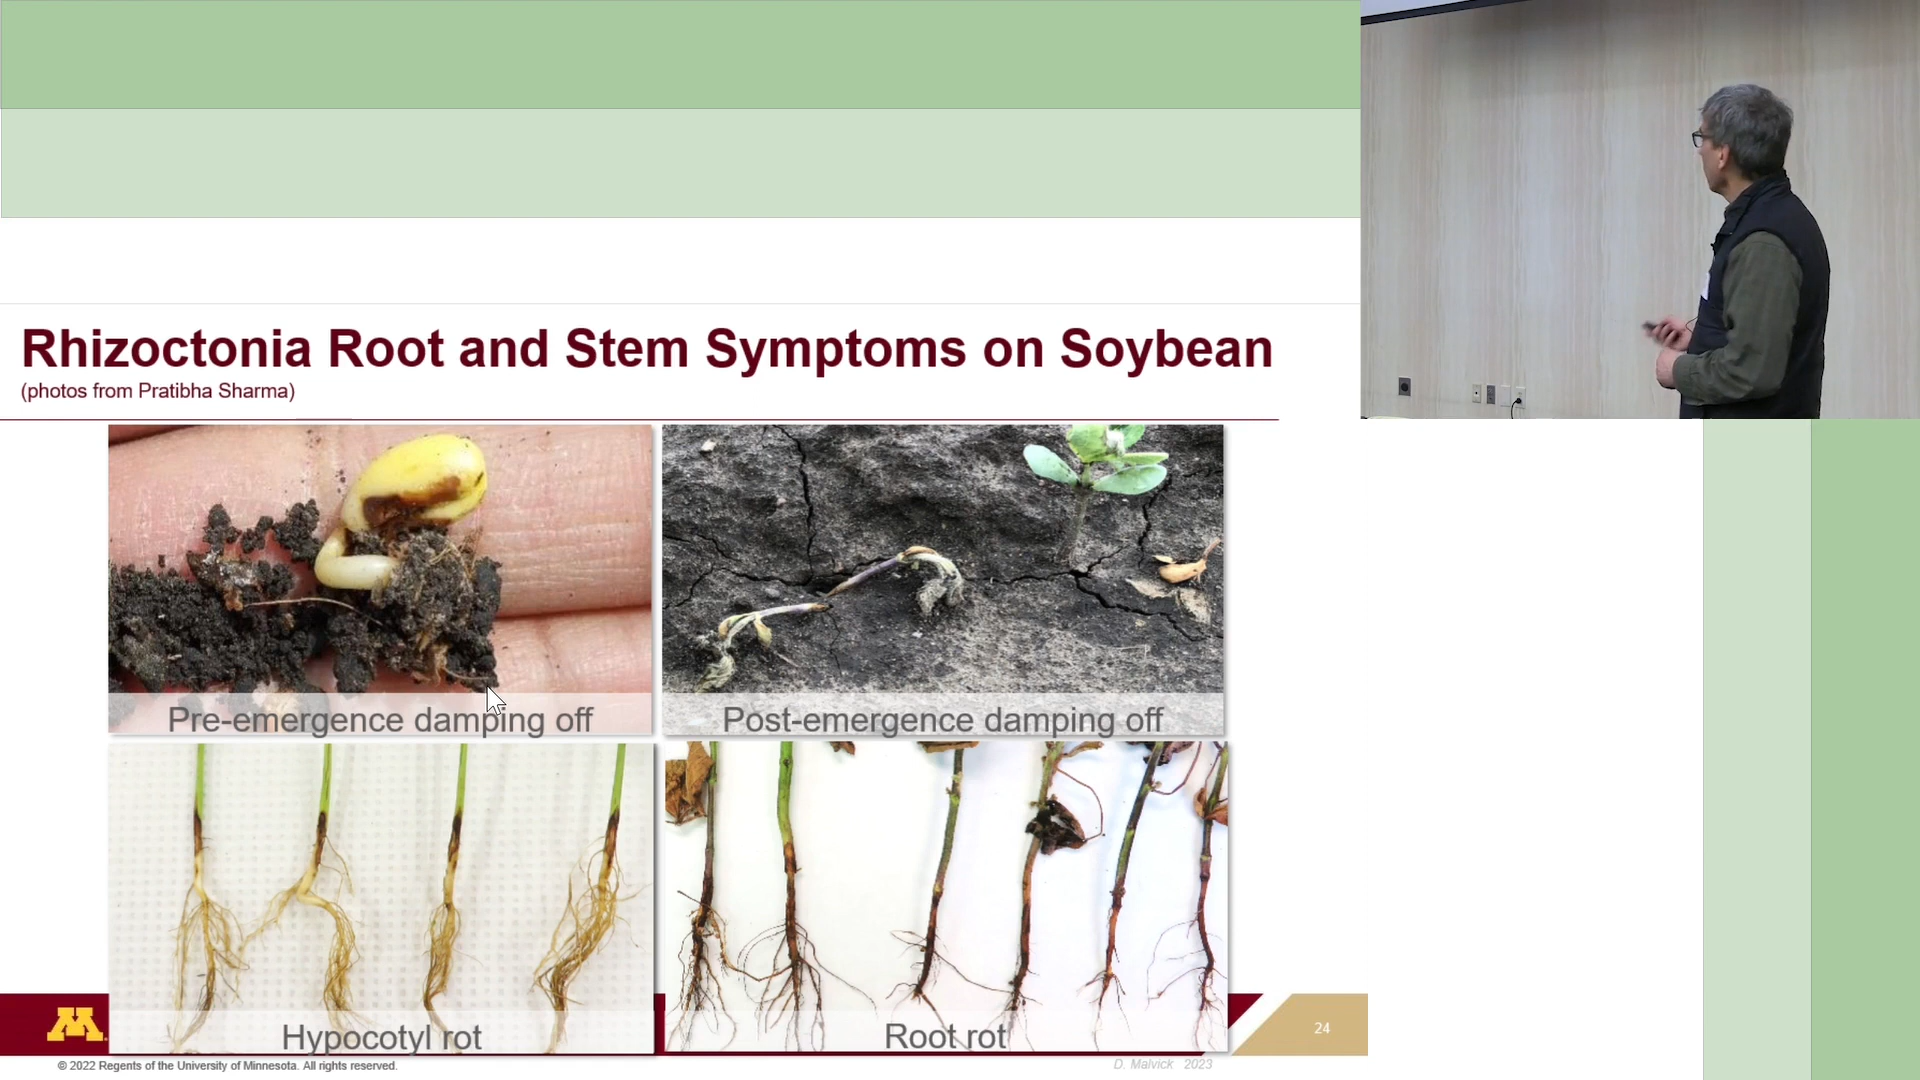 Rhizoctonia Root and Stem Symptoms on Soybean
(photos from Pratibha Sharma)
Pre-emergence damping off
Post-emergence damping off
Hypocotyl rot
Root rot
24
© 2022 Regents of the University of Minnesota. All rights reserved.
D. Malvick 2023